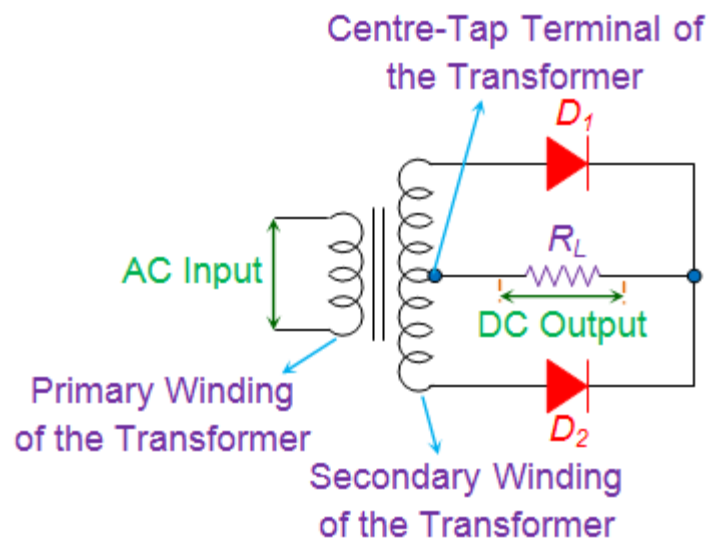 Centre-Tap Terminal of
the Transformer
D1
AC Input
RL
DC Output
Primary Winding
of the Transformer
D2
Secondary Winding
of the Transformer